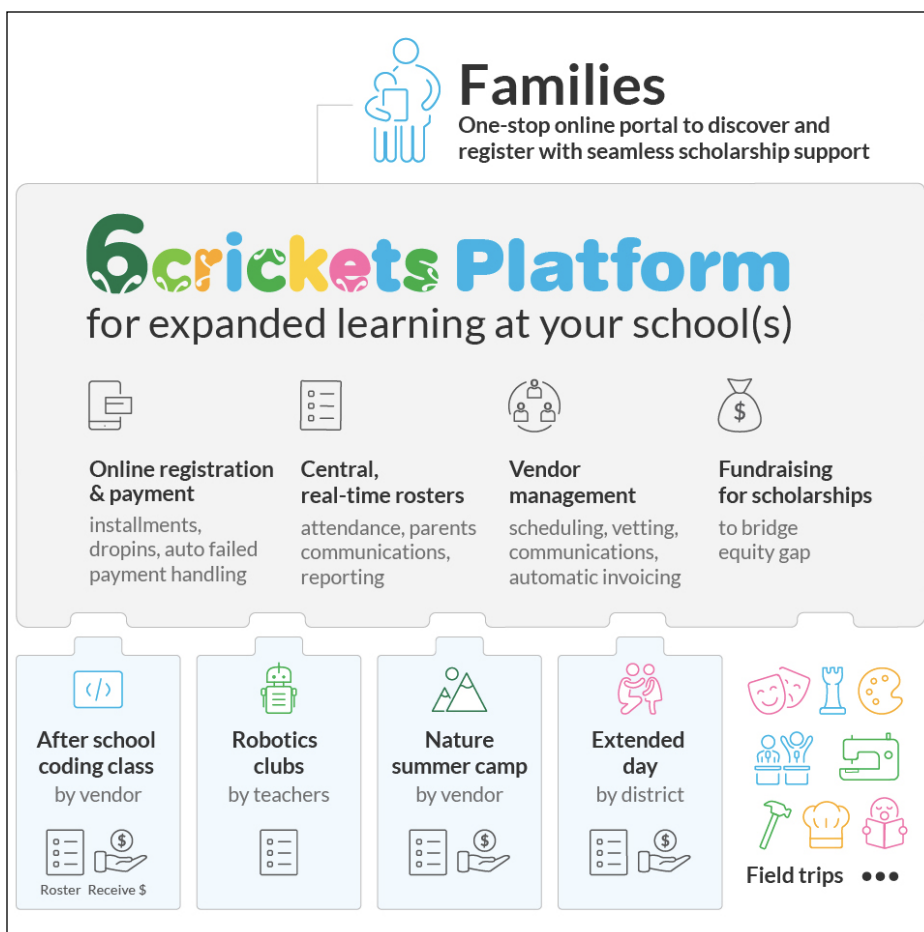 Families
One-stop online portal to discover and
register with seamless scholarship support
6crickets Platform
for expanded learning at your school(s)
$
Online registration
& payment
installments,
dropins, auto failed
payment handling
Central,
real-time rosters
attendance, parents
communications,
reporting
Vendor
management
scheduling, vetting,
communications,
automatic invoicing
Fundraising
for scholarships
to bridge
equity gap
</>
After school
coding class
by vendor
$
Roster Receive $
Robotics
clubs
by teachers
Nature
summer camp
by vendor
$
Extended
day
by district
$
Field trips •••